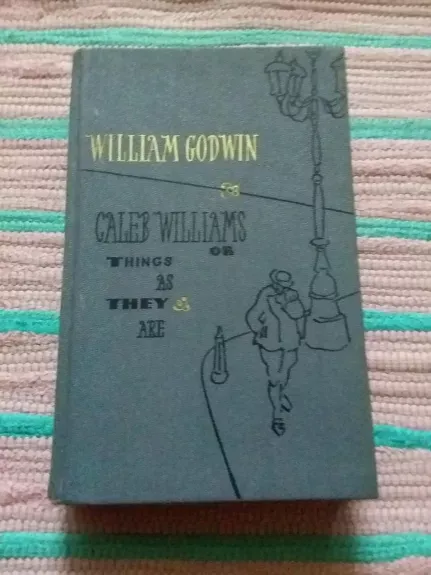 WILLIAM GODWIN
CALEB WILLIAMS
OR
THINGS
AS
THEY
ARE